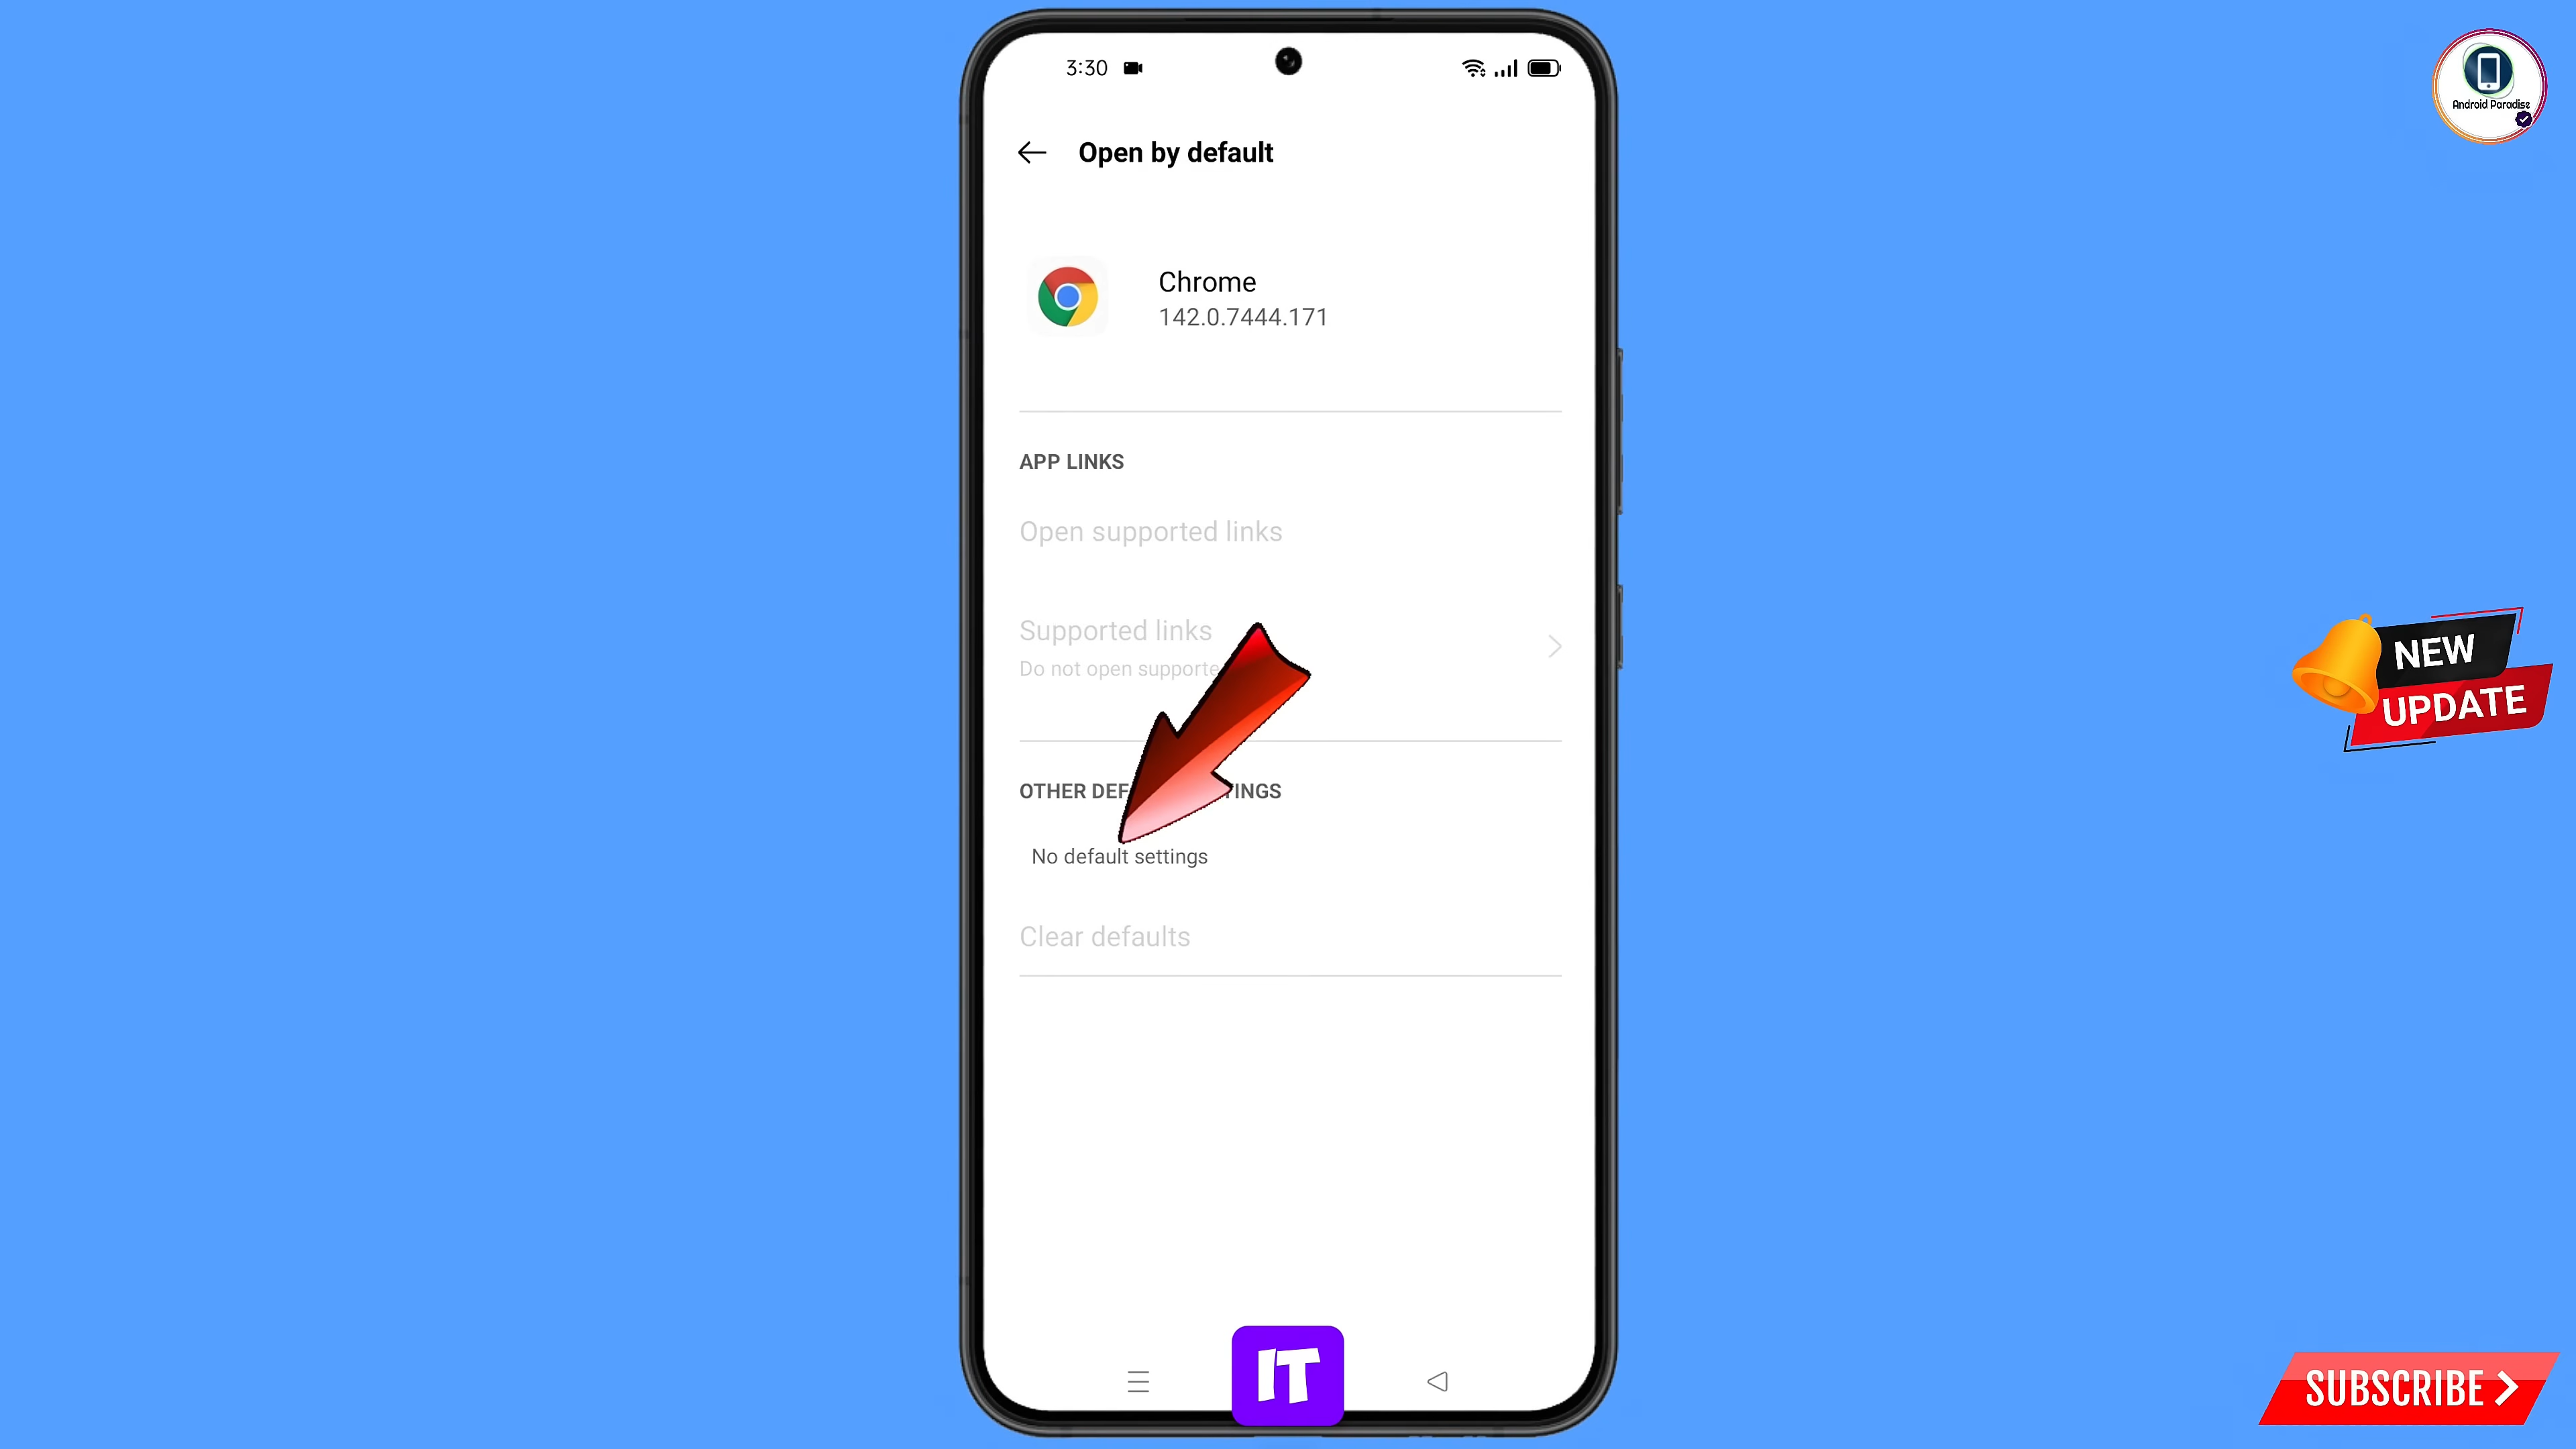 3:30
Android Paradise
Open by default
Chrome
142.0.7444.171
APP LINKS
Open supported links
Supported links
Do not open supporte
NEW
UPDATE
OTHER DEF TINGS
No default settings
Clear defaults
IT
SUBSCRIBE